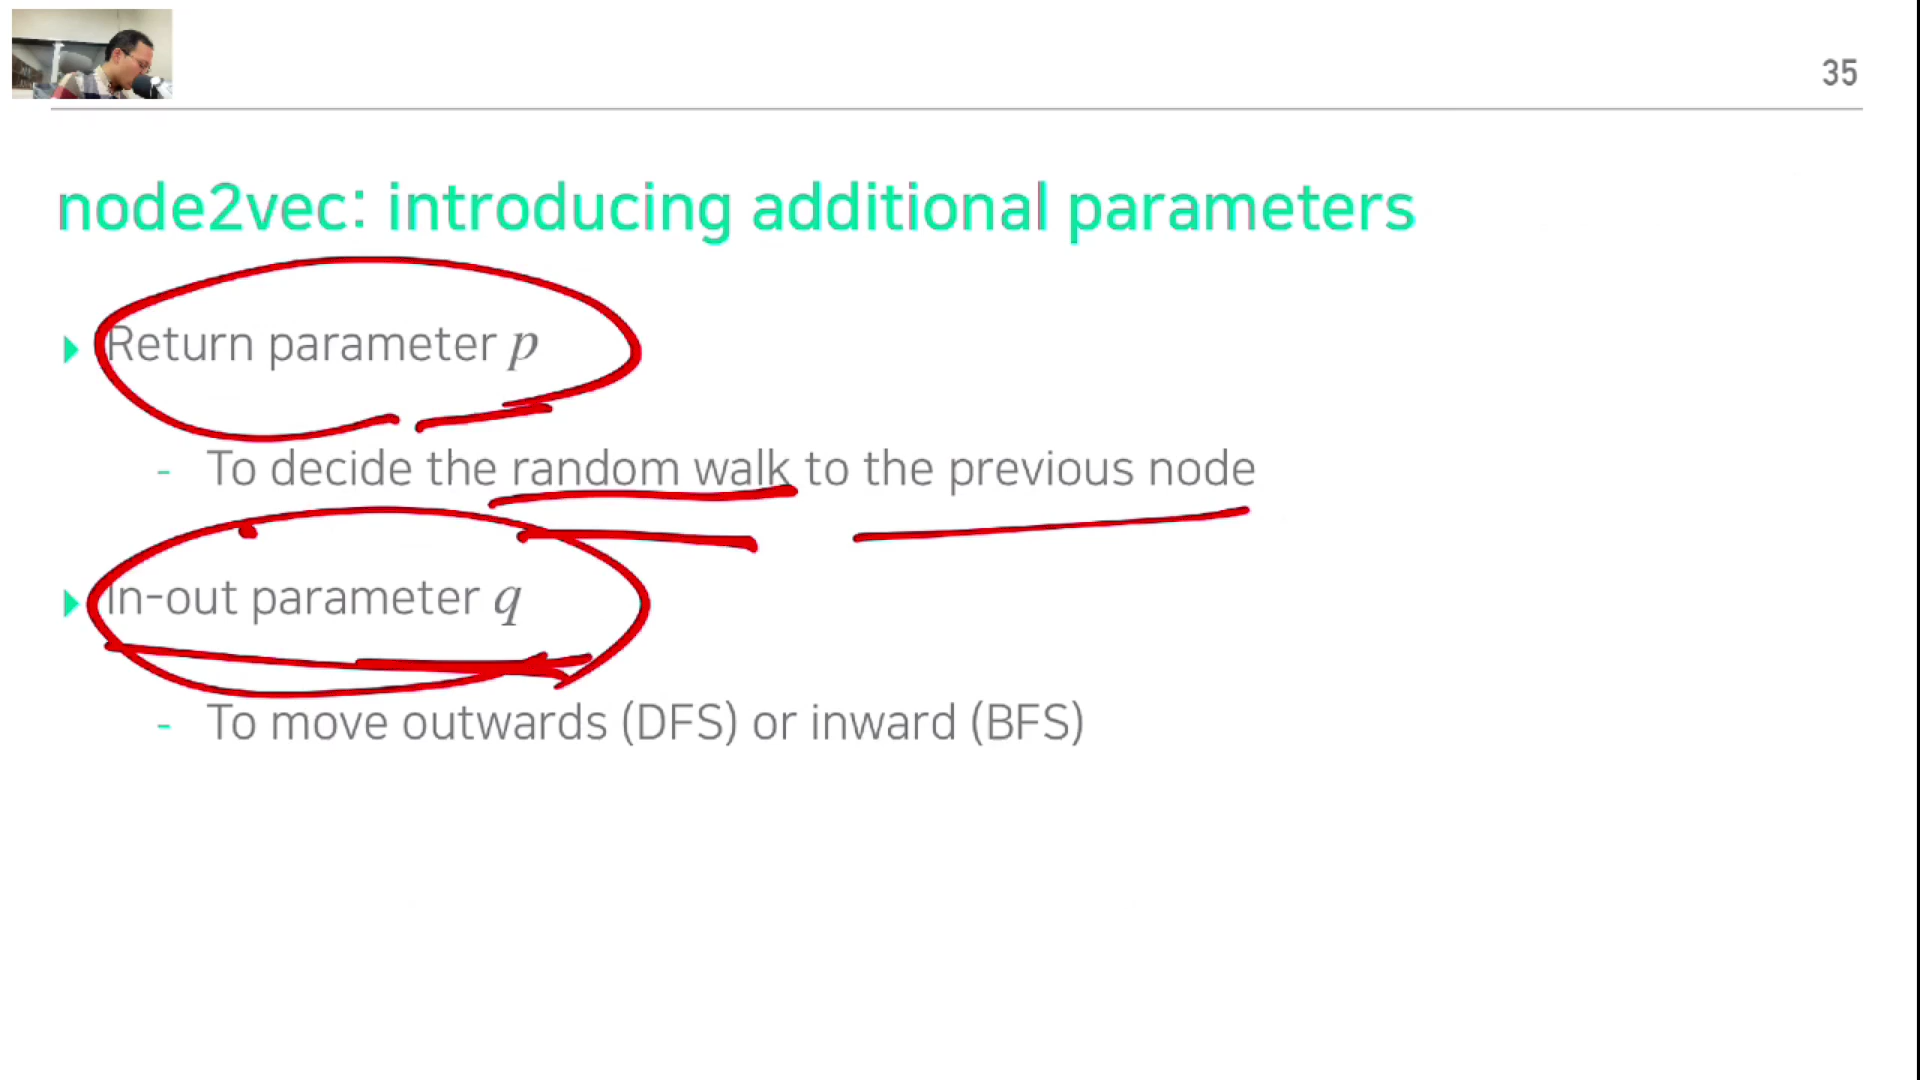 35
node2vec: introducing additional parameters
Return parameter p
- To decide the random walk to the previous node
In-out parameter q
- To move outwards (DFS) or inward (BFS)